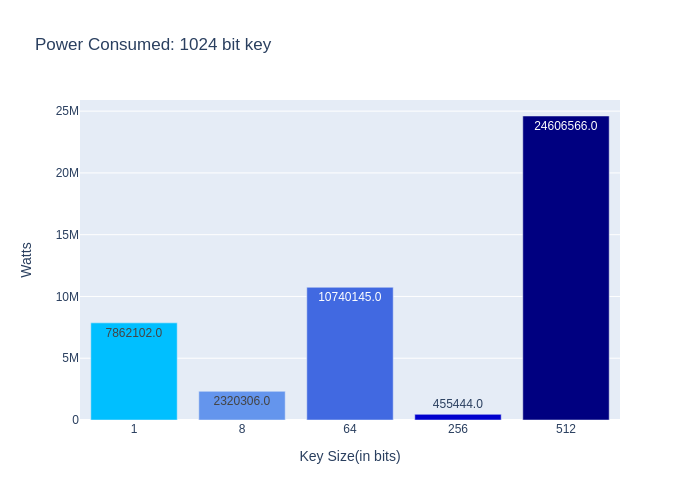 Power Consumed: 1024 bit key
25M
20M
15M
10M
5M
0
Watts
7862102.0
2320306.0
10740145.0
455444.0
24606566.0
1
8
64
256
512
Key Size(in bits)